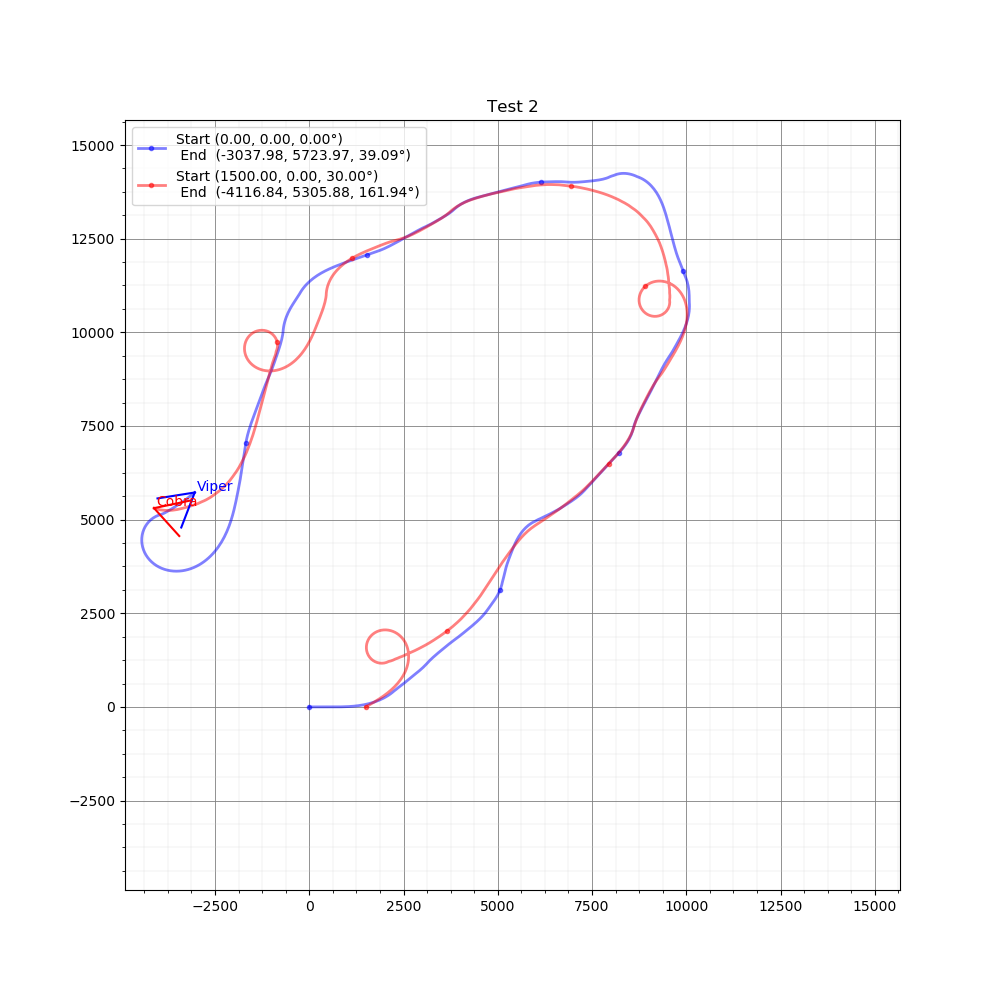 Test 2
Start (0.00, 0.00, 0.00°)
End (-3037.98, 5723.97, 39.09°)
Start (1500.00, 0.00, 30.00°)
End (-4116.84, 5305.88, 161.94°)
15000
12500
10000
7500
5000
2500
0
−2500
Viper
Cobra
−2500 0 2500 5000 7500 10000 12500 15000